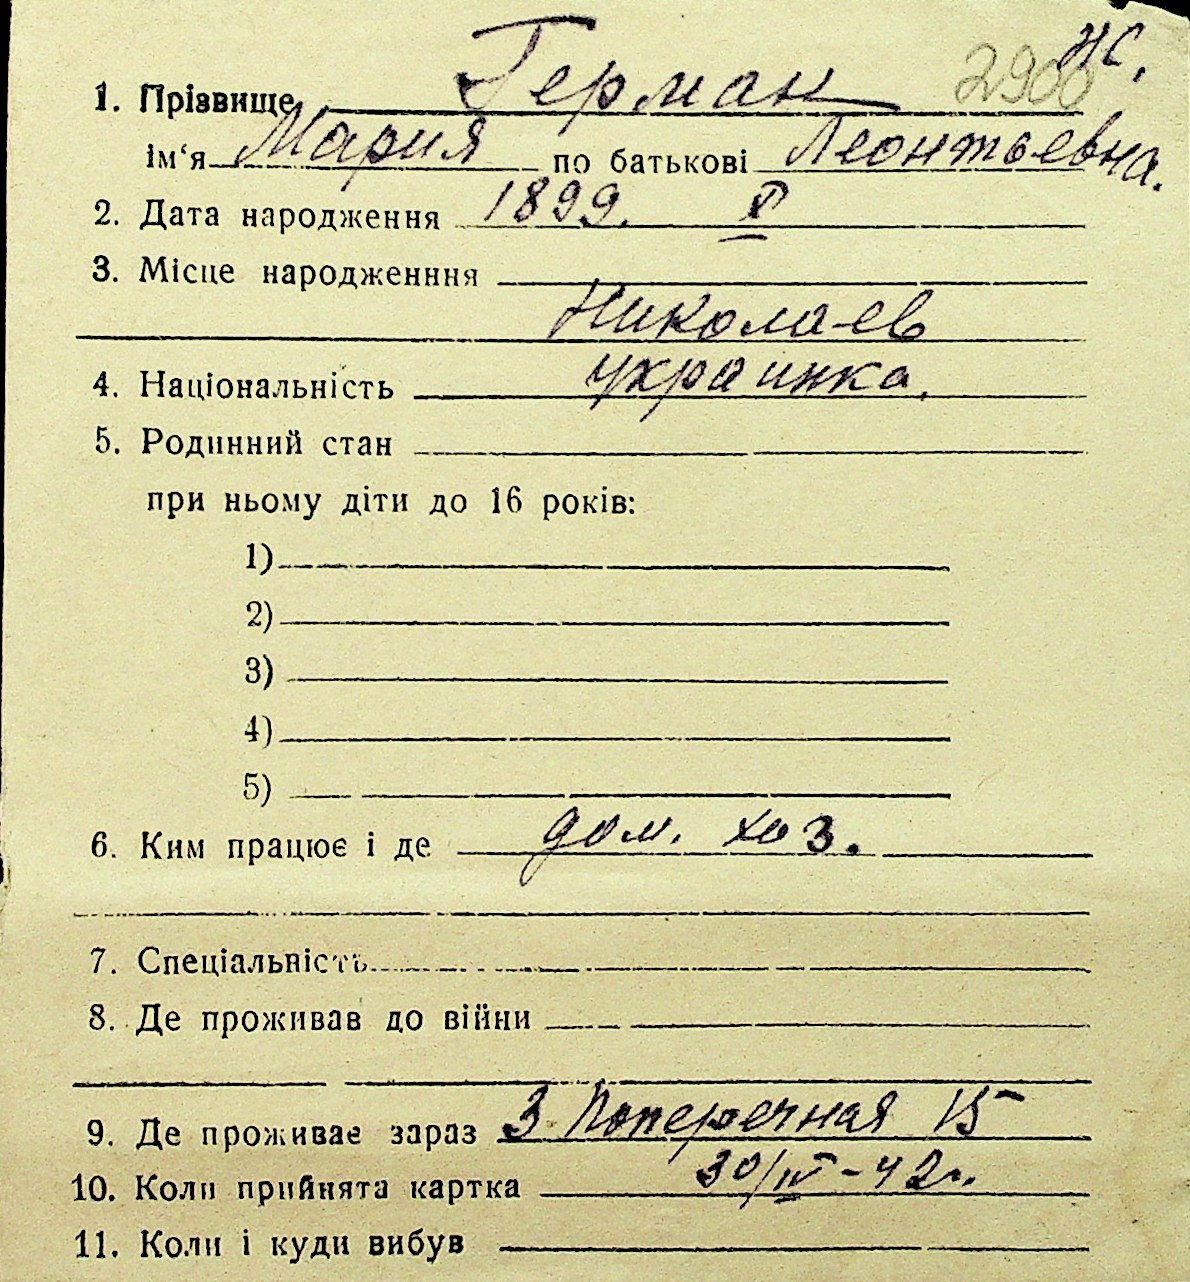 1. Прізвище Герман 2900 НС.
ім‘я Мария по батькові Леонтьевна.
2. Дата народження 1899.
3. Місце народженння
Николаев
4. Національність украинка.
5. Родинний стан
при ньому діти до 16 років:
1)
2)
3)
4)
5)
6. Ким працює і де дом. хоз.
7. Спеціальність
8. Де проживав до війни
9. Де проживає зараз 3 Поперечная 15
10. Коли прийнята картка 30/IV-42г.
11. Коли і куди вибув